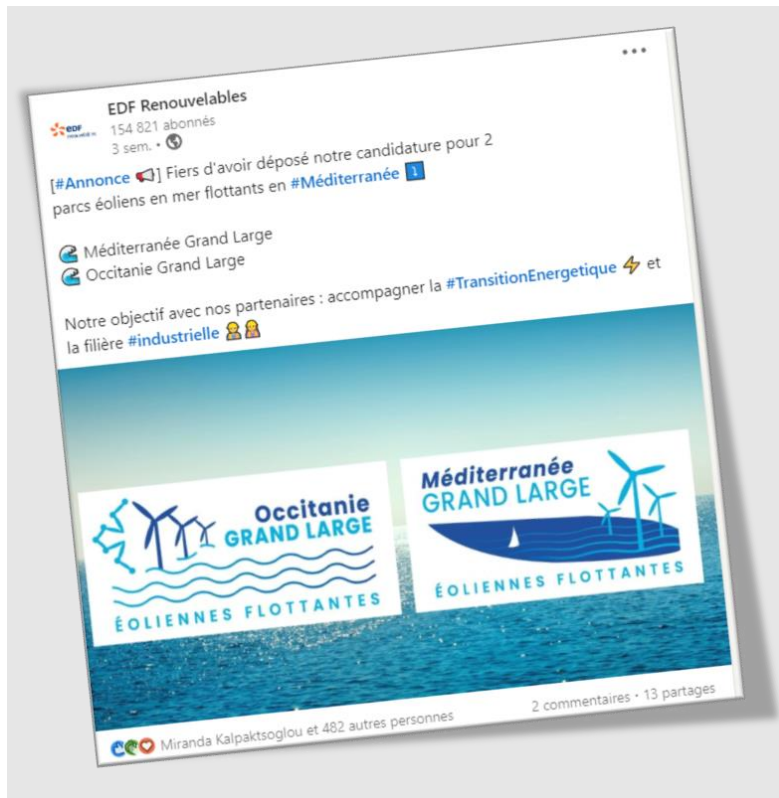 EDF Renouvelables
edf
154 821 abonnés
3 sem. •
[#Annonce 📢] Fiers d'avoir déposé notre candidature pour 2
parcs éoliens en mer flottants en #Méditerranée ⤵️
🌊 Méditerranée Grand Large
🌊 Occitanie Grand Large
Notre objectif avec nos partenaires : accompagner la #TransitionEnergetique ⚡ et
la filière #industrielle
Occitanie
GRAND LARGE
ÉOLIENNES FLOTTANTES
Méditerranée
GRAND LARGE
ÉOLIENNES FLOTTANTES
Miranda Kalpaktsoglou et 482 autres personnes
2 commentaires • 13 partages